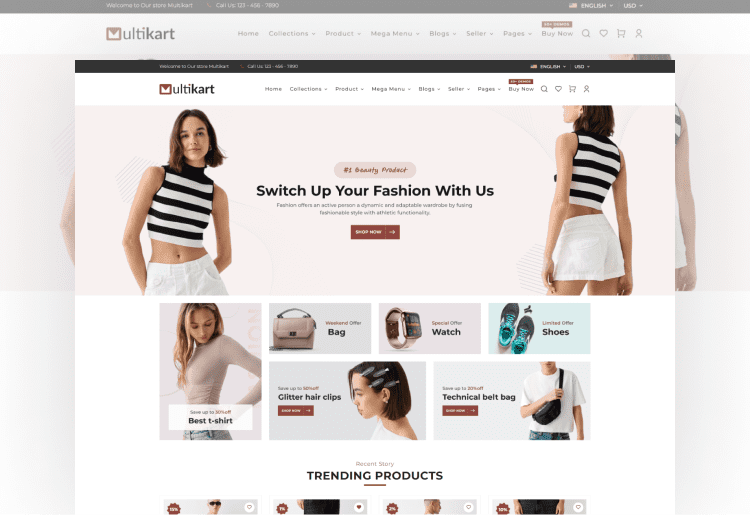 Welcome to Our store Multikart
Call Us: 123 - 456 - 7890
ENGLISH
USD
Multikart
Home
Collections
Product
Mega Menu
Blogs
Seller
Pages
50+ DEMOS
Buy Now
Welcome to Our store Multikart
Call Us: 123 - 456 - 7890
ENGLISH
USD
Multikart
Home
Collections
Product
Mega Menu
Blogs
Seller
Pages
50+ DEMOS
Buy Now
#1 Beauty Product
Switch Up Your Fashion With Us
Fashion offers an active person a dynamic and adaptable wardrobe by fusing
fashionable style with athletic functionality.
SHOP NOW
Weekend Offer
Bag
Special Offer
Watch
Limited Offer
Shoes
Save up to 30%off
Best t-shirt
Save up to 50%off
Glitter hair clips
SHOP NOW
Save up to 20%off
Technical belt bag
SHOP NOW
Recent Story
TRENDING PRODUCTS
15%
1%
2%
10%